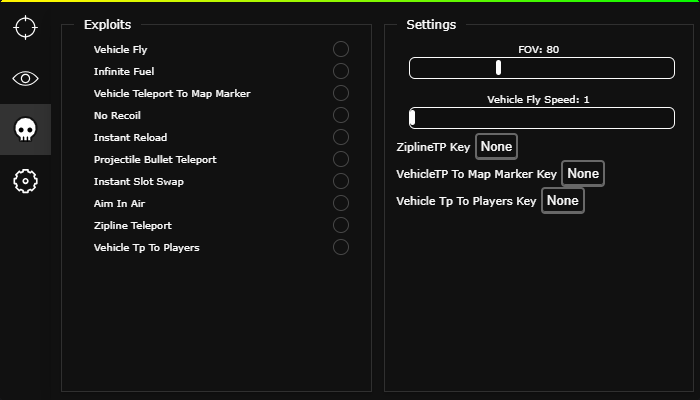 Exploits
Vehicle Fly
Infinite Fuel
Vehicle Teleport To Map Marker
No Recoil
Instant Reload
Projectile Bullet Teleport
Instant Slot Swap
Aim In Air
Zipline Teleport
Vehicle Tp To Players
Settings
FOV: 80
Vehicle Fly Speed: 1
ZiplineTP Key None
VehicleTP To Map Marker Key None
Vehicle Tp To Players Key None